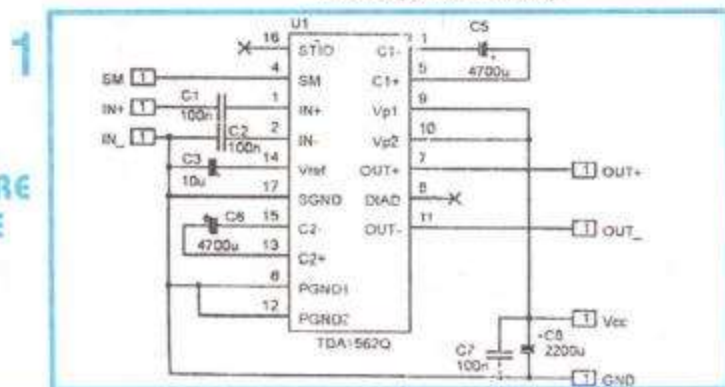 1
RE
E
U1
16 STIO
4 SM
1 IN+
2 IN-
14 Vref
17 SGND
15 C2-
13 C2+
6 PGND1
12 PGND2
C1- 1
C1+ 5
Vp1 9
Vp2 10
OUT+ 7
DIAD 8
OUT- 11
TDA1562Q
SM 1
IN+ 1
IN_ 1
C1
100n
C2
100n
C3
10u
C6
4700u
C5
+
4700u
1 OUT+
1 OUT_
1 Vcc
1 GND
C7
100n
+C8
2200u